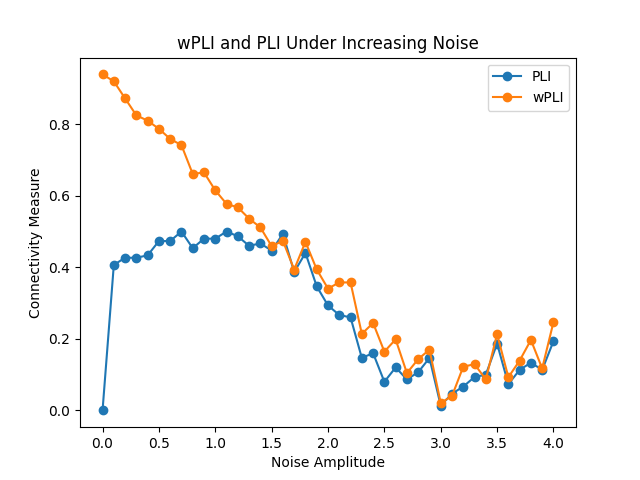 wPLI and PLI Under Increasing Noise
PLI
wPLI
Connectivity Measure
0.8
0.6
0.4
0.2
0.0
0.0 0.5 1.0 1.5 2.0 2.5 3.0 3.5 4.0
Noise Amplitude